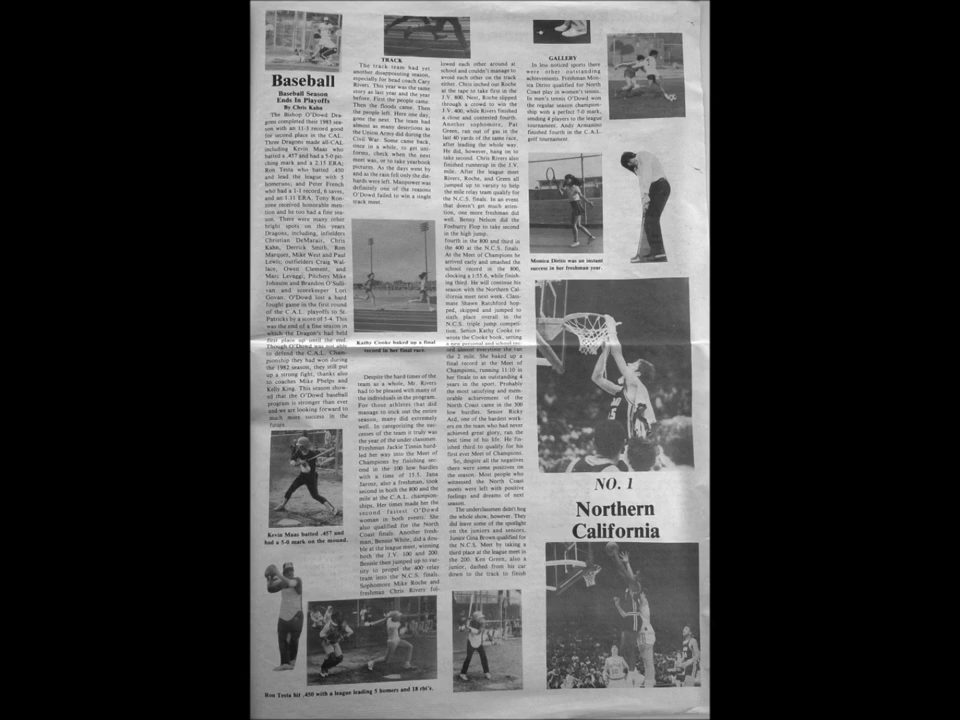 Baseball
Baseball Season
Ends In Playoffs
By Chris Kahn
The Bishop O'Dowd Dra-
gons completed their 1983 sea-
son with an 11-3 record good
for second place in the CAL.
Three Dragons made all-CAL
including Kevin Maas who
batted .457 and had a 5-0 pit-
ching mark and a 2.15 ERA;
Ron Testa who batted .450
and lead the league with 5
homeruns; and Peter French
who had a 1-1 record, 6 saves,
and an 1.11 ERA. Tony Ron-
zone received honorable men-
tion and he too had a fine sea-
son. There were many other
bright spots on this years
Dragons, including, infielders
Christian DeMarais, Chris
Kahn, Derrick Smith, Ron
Marquez, Mike West and Paul
Lewis; outfielders Craig Wal-
lace, Owen Clement, and
Marc Lavaggi, Pitchers Mike
Johnson and Brandon O'Sulli-
van and scorekeeper Lori
Govan. O'Dowd lost a hard
fought game in the first round
of the C.A.L. playoffs to St.
Patricks by a score of 5-4. This
was the end of a fine season in
which the Dragon's had held
first place up until the end.
Though O'Dowd was not able
to defend the C.A.L. Cham-
pionship they had won during
the 1982 season, they still put
up a strong fight, thanks also
to coaches Mike Phelps and
Kelly King. This season show-
ed that the O'Dowd baseball
program is stronger than ever
and we are looking forward to
much more success in the
future.
Kevin Maas batted .457 and
had a 5-0 mark on the mound.
Ron Testa hit .450 with a league leading 5 homers and 18 rbi's.
TRACK
The track team had yet
another disappointing season,
especially for head coach Cary
Rivers. This year was the same
story as last year and the year
before. First the people came.
Then the floods came. Then
the people left. Here one day,
gone the next. The team had
almost as many desertions as
the Union Army did during the
Civil War. Some came back,
once in a while, to get uni-
forms, check when the next
meet was, or to take yearbook
pictures. As the days went by
and as the rain fell only the die-
hards were left. Manpower was
definitely one of the reasons
O'Dowd failed to win a single
track meet.
Kathy Cooke baked up a final
record in her final race.
Despite the hard times of the
team as a whole, Mr. Rivers
had to be pleased with many of
the individuals in the program.
For those athletes that did
manage to stick out the entire
season, many did extremely
well. In categorizing the suc-
cesses of the team it truly was
the year of the under classmen.
Freshman Jackie Tinnin hurd-
led her way into the Meet of
Champions by finishing sec-
ond in the 100 low hurdles
with a time of 15.5. Jana
Jarzoz, also a freshman, took
second in both the 800 and the
mile at the C.A.L. champion-
ships. Her times made her the
second fastest O'Dowd
woman in both events. She
also qualified for the North
Coast finals. Another fresh-
man, Bennie White, did a dou-
ble at the league meet, winning
both the J.V. 100 and 200.
Bennie then jumped up to var-
sity to propel the 400 relay
team into the N.C.S. finals.
Sophomore Mike Roche and
freshman Chris Rivers fol-
lowed each other around at
school and couldn't manage to
avoid each other on the track
either. Chris inched out Roche
at the tape to take first in the
J.V. 800. Next, Roche slipped
through a crowd to win the
J.V. 400, while Rivers finished
a close and contested fourth.
Another sophomore, Pat
Green, ran out of gas in the
last 40 yards of the same race,
after leading the whole way.
He did, however, hang on to
take second. Chris Rivers also
finished runnerup in the J.V.
mile. After the league meet
Rivers, Roche, and Green all
jumped up to varsity to help
the mile relay team qualify for
the N.C.S. finals. In an event
that doesn't get much atten-
tion, one more freshman did
well. Benny Nelson did the
Fosburry Flop to take second
in the high jump.
fourth in the 800 and third in
the 400 at the N.C.S. finals.
At the Meet of Champions he
arrived early and smashed the
school record in the 800,
clocking a 1:55.6, while finish-
ing third. He will continue his
season with the Northern Cal-
ifornia meet next week. Class-
mate Shawn Ratchford hop-
ped, skipped and jumped to
sixth place overall in the
N.C.S. triple jump competi-
tion. Senior Kathy Cooke re-
wrote the Cooke book, setting
a new personal and school rec-
ord almost everytime she ran
the 2 mile. She baked up a
final record at the Meet of
Champions, running 11:10 in
her finale to an outstanding 4
years in the sport. Probably
the most satisfying and mem-
orable achievement of the
North Coast came in the 300
low hurdles. Senior Ricky
Ard, one of the hardest work-
ers on the team who had never
achieved great glory, ran the
best time of his life. He fin-
ished third to qualify for his
first ever Meet of Champions.
So, despite all the negatives
there were some positives on
the season. Most people who
witnessed the North Coast
meets were left with positive
feelings and dreams of next
season.
The underclassmen didn't hog
the whole show, however. They
did leave some of the spotlight
on the juniors and seniors.
Junior Gina Brown qualified for
the N.C.S. Meet by taking a
third place at the league meet in
the 200. Ken Green, also a
junior, dashed from his car
down to the track to finish
GALLERY
In less noticed sports there
were other outstanding
achievements. Freshman Mon-
ica Divito qualified for North
Coast play in women's tennis.
In men's tennis O'Dowd won
the regular season champion-
ship with a perfect 7-0 mark,
sending 4 players to the league
tournament. Andy Armanino
finished fourth in the C.A.L.
golf tournament.
Monica Divito was an instant
success in her freshman year.
NO. 1
Northern
California